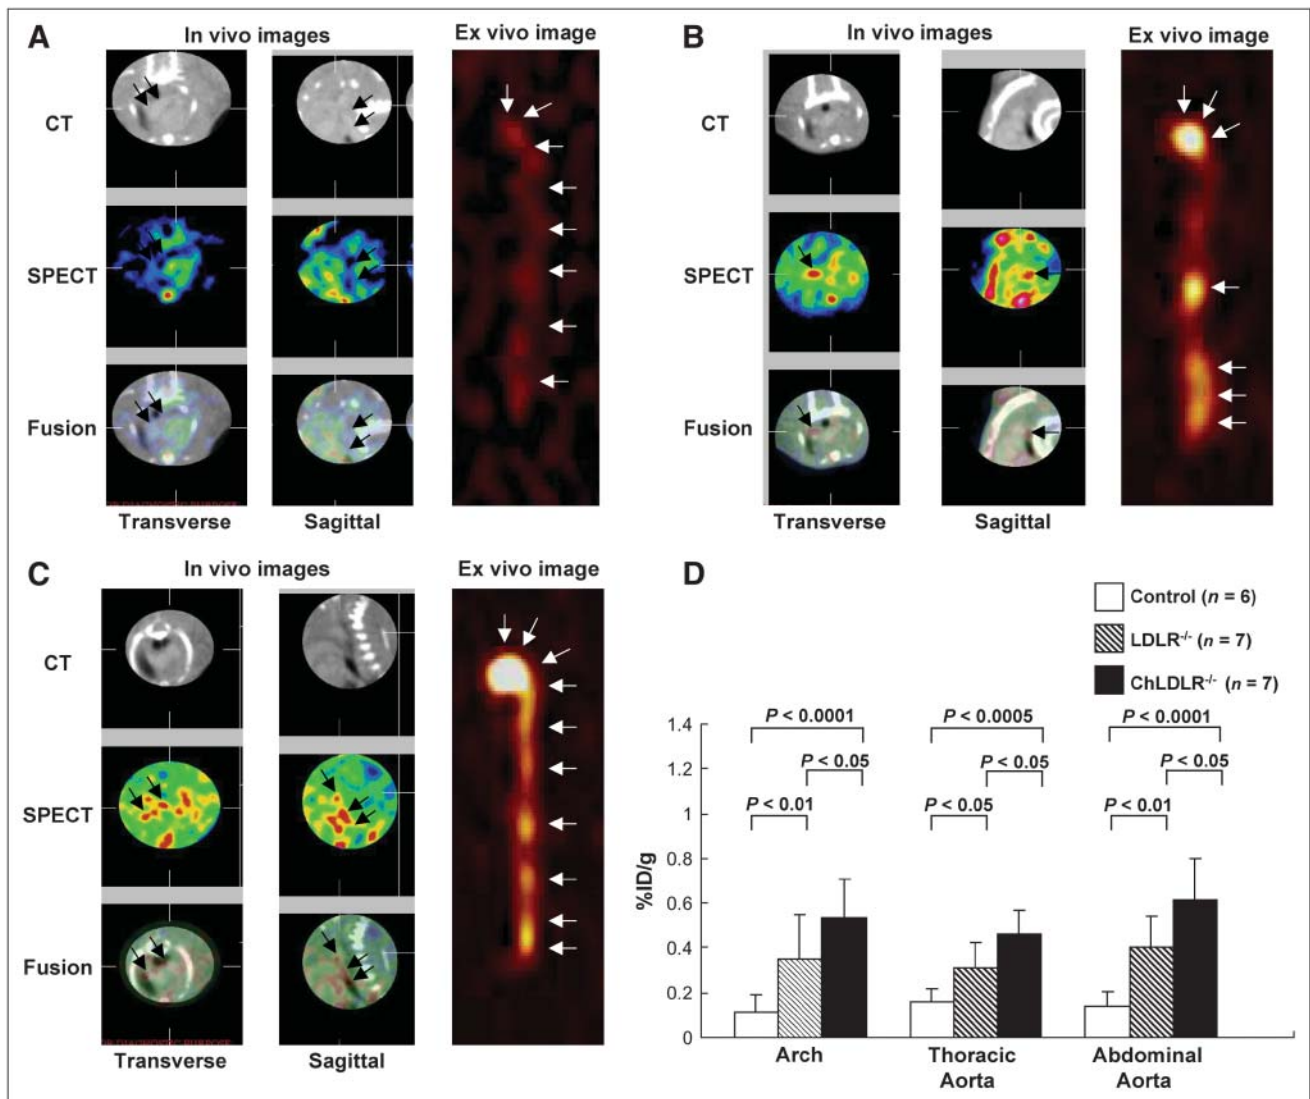 A
In vivo images
Ex vivo image
CT
SPECT
Fusion
Transverse
Sagittal
B
In vivo images
Ex vivo image
CT
SPECT
Fusion
Transverse
Sagittal
C
In vivo images
Ex vivo image
CT
SPECT
Fusion
Transverse
Sagittal
D
Control (n = 6)
LDLR-/- (n = 7)
ChLDLR-/- (n = 7)
%ID/g
1.4
1.2
1
0.8
0.6
0.4
0.2
0
P < 0.0001
P < 0.05
P < 0.01
P < 0.0005
P < 0.05
P < 0.05
P < 0.0001
P < 0.05
P < 0.01
Arch
Thoracic
Aorta
Abdominal
Aorta